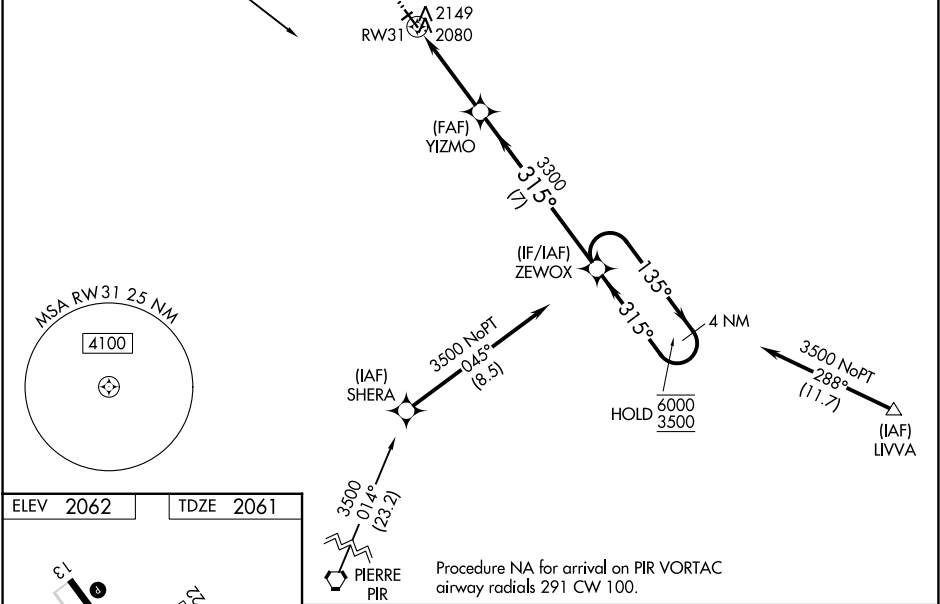 2149
RW31 2080
(FAF)
YIZMO
3300
315°
(7)
(IF/IAF)
ZEWOX
135°
315°
4 NM
MSA RW31 25 NM
4100
3500 NoPT
045°
(8.5)
3500 NoPT
288°
(11.7)
(IAF)
SHERA
HOLD 6000
3500
(IAF)
LIVVA
3500
014°
(23.2)
ELEV 2062
TDZE 2061
13
P
22
PIERRE
PIR
Procedure NA for arrival on PIR VORTAC
airway radials 291 CW 100.